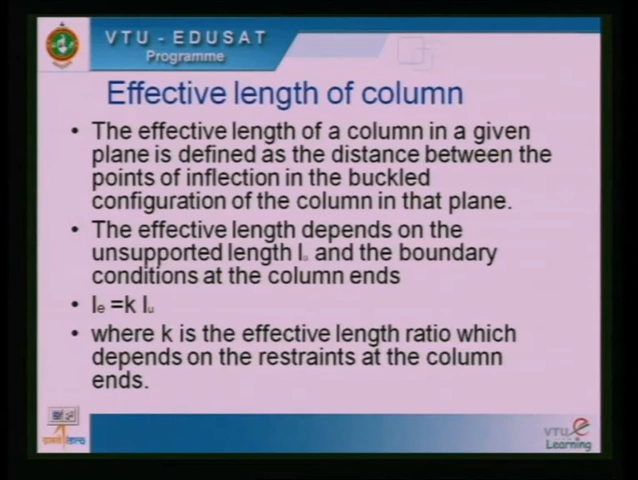 VTU - EDUSAT
Programme
Effective length of column
• The effective length of a column in a given
plane is defined as the distance between the
points of inflection in the buckled
configuration of the column in that plane.
• The effective length depends on the
unsupported length lᵤ and the boundary
conditions at the column ends
• lₑ =k lᵤ
• where k is the effective length ratio which
depends on the restraints at the column
ends.
VTU e
Learning